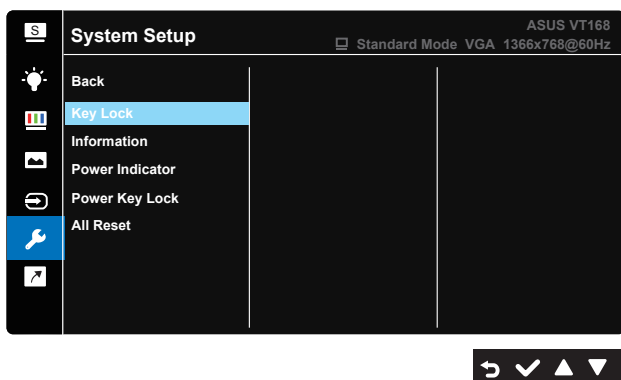 S
System Setup
ASUS VT168
Standard Mode VGA 1366x768@60Hz
Back
Key Lock
Information
Power Indicator
Power Key Lock
All Reset